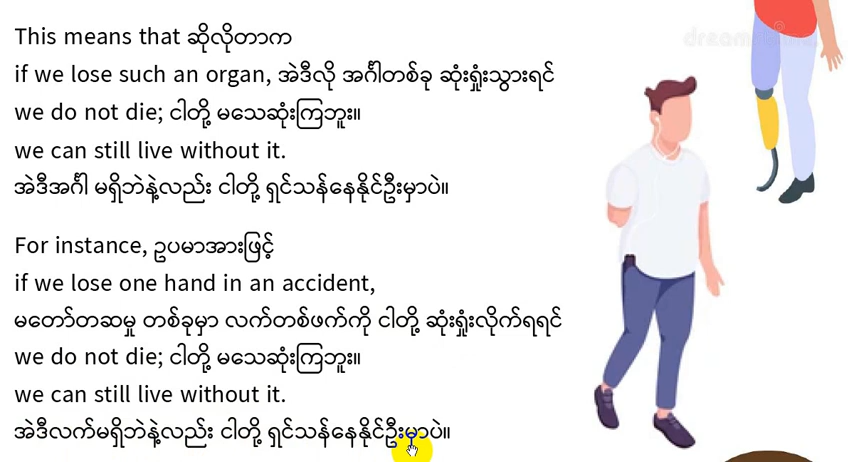 This means that ဆိုလိုတာက
if we lose such an organ, အဲဒီလို အင်္ဂါတစ်ခု ဆုံးရှုံးသွားရင်
we do not die; ငါတို့ မသေဆုံးကြဘူး။
we can still live without it.
အဲဒီအင်္ဂါ မရှိဘဲနဲ့လည်း ငါတို့ ရှင်သန်နေနိုင်ဦးမှာပဲ။
For instance, ဥပမာအားဖြင့်
if we lose one hand in an accident,
မတော်တဆမှု တစ်ခုမှာ လက်တစ်ဖက်ကို ငါတို့ ဆုံးရှုံးလိုက်ရရင်
we do not die; ငါတို့ မသေဆုံးကြဘူး။
we can still live without it.
အဲဒီလက်မရှိဘဲနဲ့လည်း ငါတို့ ရှင်သန်နေနိုင်ဦးမှာပဲ။